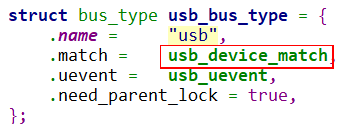 struct bus_type usb_bus_type = {
.name = "usb",
.match = usb_device_match,
.uevent = usb_uevent,
.need_parent_lock = true,
};